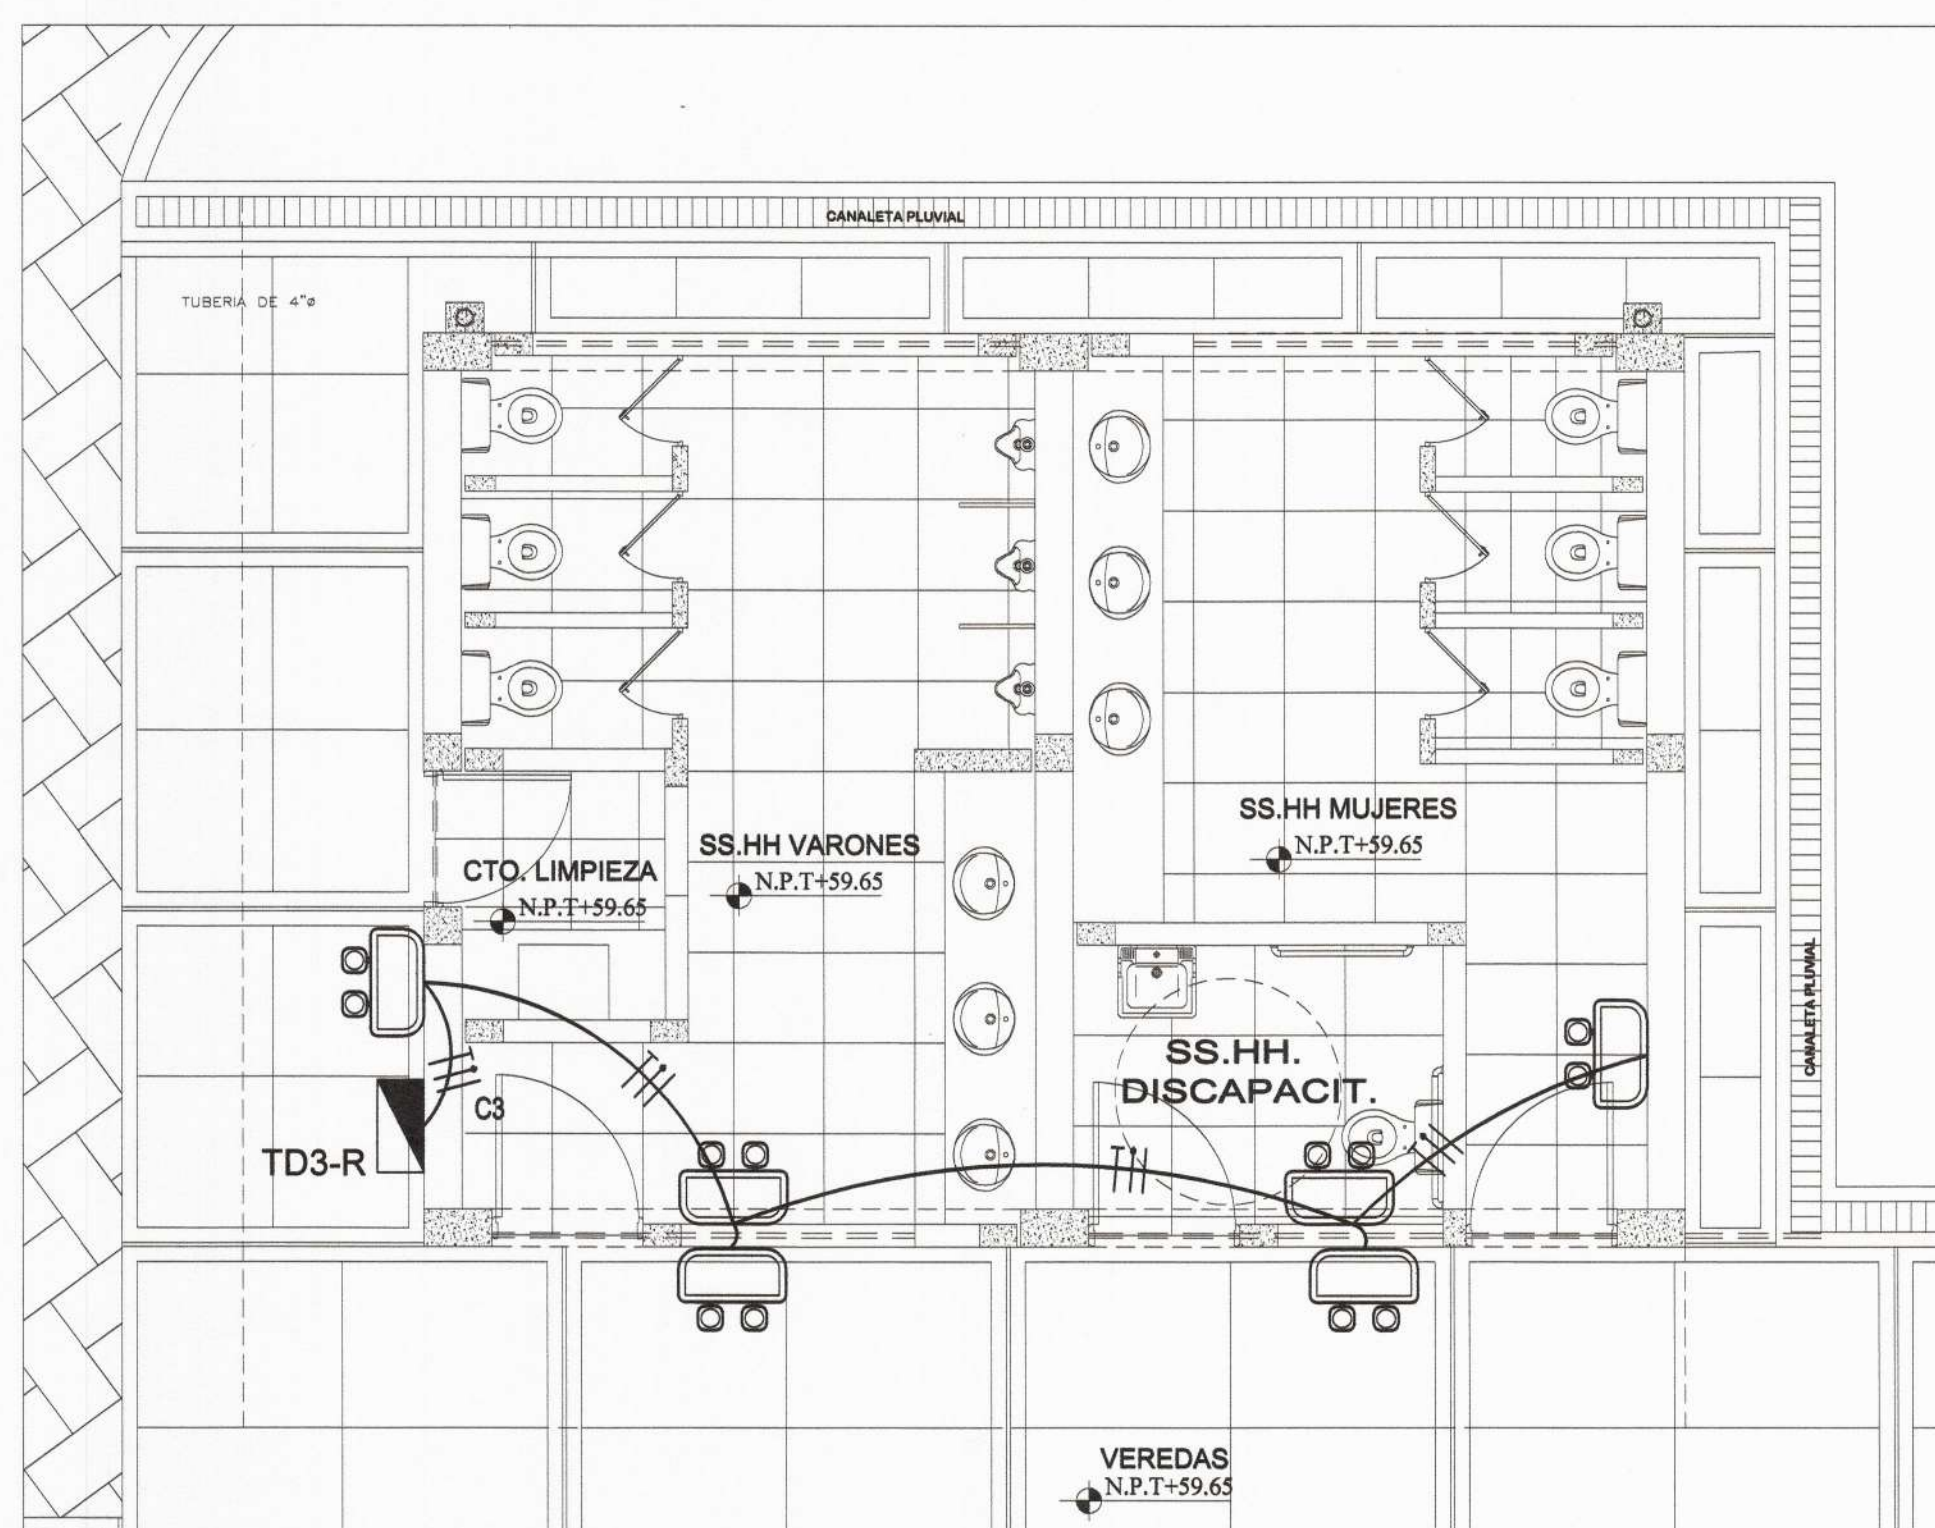 CANALETA PLUVIAL
TUBERIA DE 4"ø
SS.HH MUJERES
N.P.T+59.65
SS.HH VARONES
N.P.T+59.65
CTO. LIMPIEZA
N.P.T+59.65
CANALETA PLUVIAL
SS.HH.
DISCAPACIT.
C3
TD3-R
VEREDAS
N.P.T+59.65